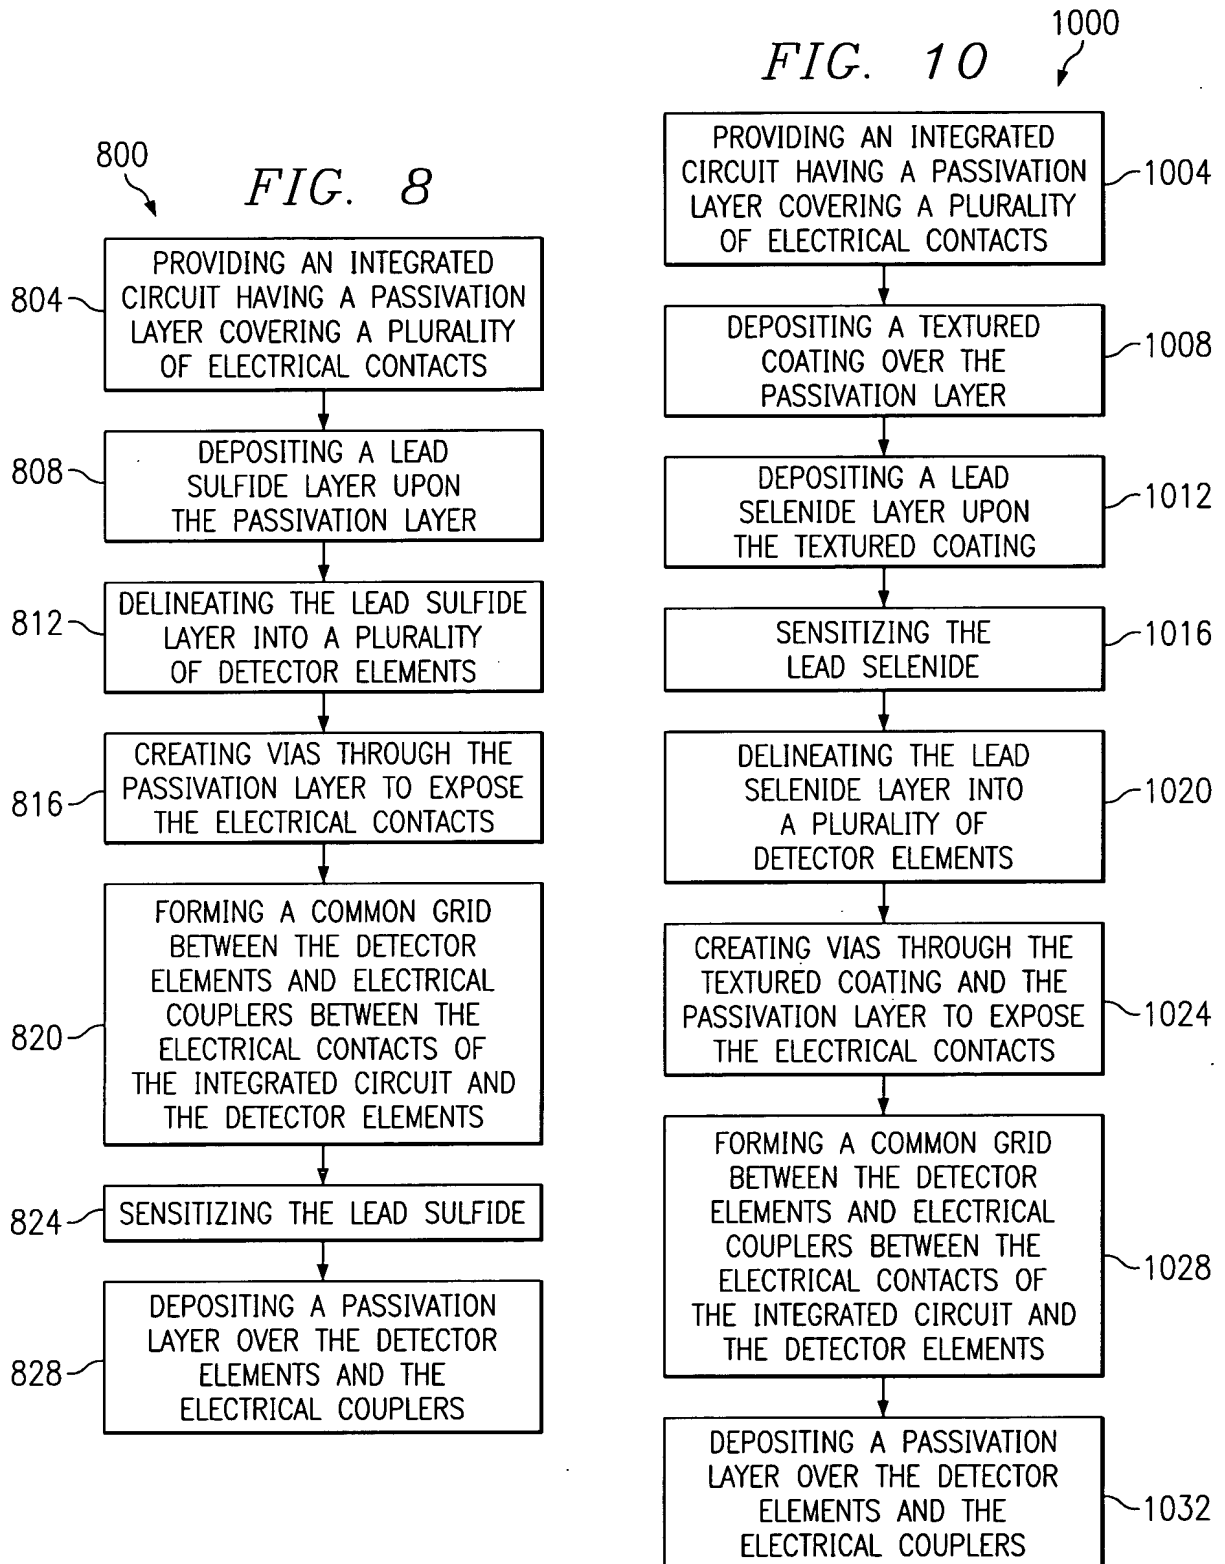 800
FIG. 8
804
PROVIDING AN INTEGRATED
CIRCUIT HAVING A PASSIVATION
LAYER COVERING A PLURALITY
OF ELECTRICAL CONTACTS
808
DEPOSITING A LEAD
SULFIDE LAYER UPON
THE PASSIVATION LAYER
812
DELINEATING THE LEAD SULFIDE
LAYER INTO A PLURALITY
OF DETECTOR ELEMENTS
816
CREATING VIAS THROUGH THE
PASSIVATION LAYER TO EXPOSE
THE ELECTRICAL CONTACTS
820
FORMING A COMMON GRID
BETWEEN THE DETECTOR
ELEMENTS AND ELECTRICAL
COUPLERS BETWEEN THE
ELECTRICAL CONTACTS OF
THE INTEGRATED CIRCUIT AND
THE DETECTOR ELEMENTS
824
SENSITIZING THE LEAD SULFIDE
828
DEPOSITING A PASSIVATION
LAYER OVER THE DETECTOR
ELEMENTS AND THE
ELECTRICAL COUPLERS
1000
FIG. 10
PROVIDING AN INTEGRATED
CIRCUIT HAVING A PASSIVATION
LAYER COVERING A PLURALITY
OF ELECTRICAL CONTACTS
1004
DEPOSITING A TEXTURED
COATING OVER THE
PASSIVATION LAYER
1008
DEPOSITING A LEAD
SELENIDE LAYER UPON
THE TEXTURED COATING
1012
SENSITIZING THE
LEAD SELENIDE
1016
DELINEATING THE LEAD
SELENIDE LAYER INTO
A PLURALITY OF
DETECTOR ELEMENTS
1020
CREATING VIAS THROUGH THE
TEXTURED COATING AND THE
PASSIVATION LAYER TO EXPOSE
THE ELECTRICAL CONTACTS
1024
FORMING A COMMON GRID
BETWEEN THE DETECTOR
ELEMENTS AND ELECTRICAL
COUPLERS BETWEEN THE
ELECTRICAL CONTACTS OF
THE INTEGRATED CIRCUIT AND
THE DETECTOR ELEMENTS
1028
DEPOSITING A PASSIVATION
LAYER OVER THE DETECTOR
ELEMENTS AND THE
ELECTRICAL COUPLERS
1032